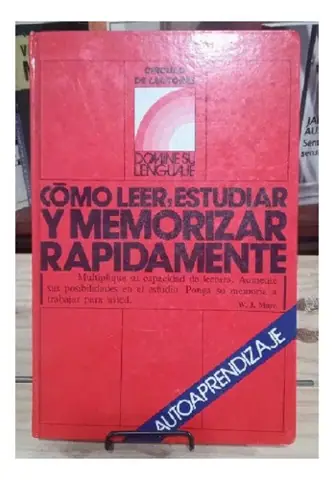 CIRCULO
DE LECTORES
DOMINE SU
LENGUAJE
CÓMO LEER, ESTUDIAR
Y MEMORIZAR
RAPIDAMENTE
Multiplique su capacidad de lectura. Aumente
sus posibilidades en el estudio. Ponga su memoria a
trabajar para usted.
W. J. Mayo
AUTOAPRENDIZAJE